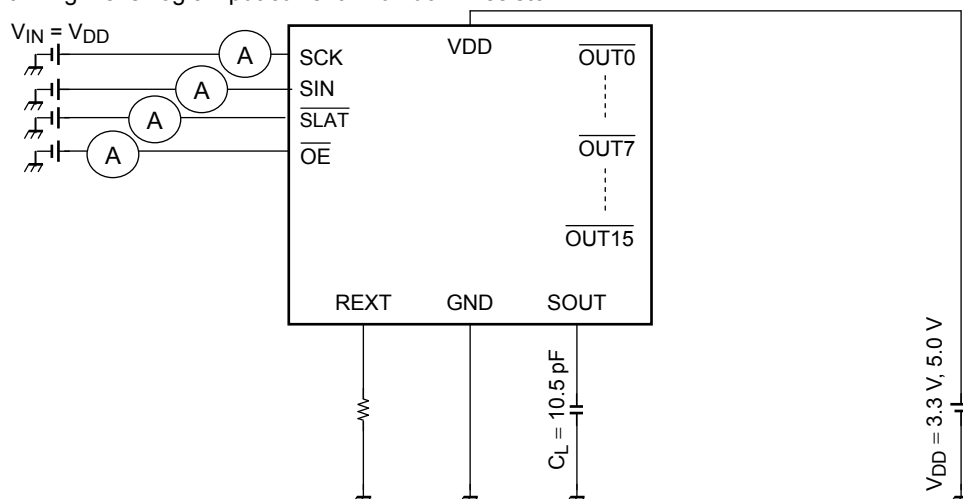 V_IN = V_DD
A
SCK
VDD
OUT0
A
SIN
A
SLAT
A
OE
OUT7
OUT15
REXT
GND
SOUT
C_L = 10.5 pF
V_DD = 3.3 V, 5.0 V